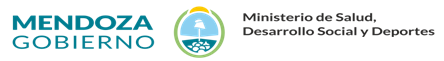 MENDOZA
GOBIERNO
Ministerio de Salud,
Desarrollo Social y Deportes